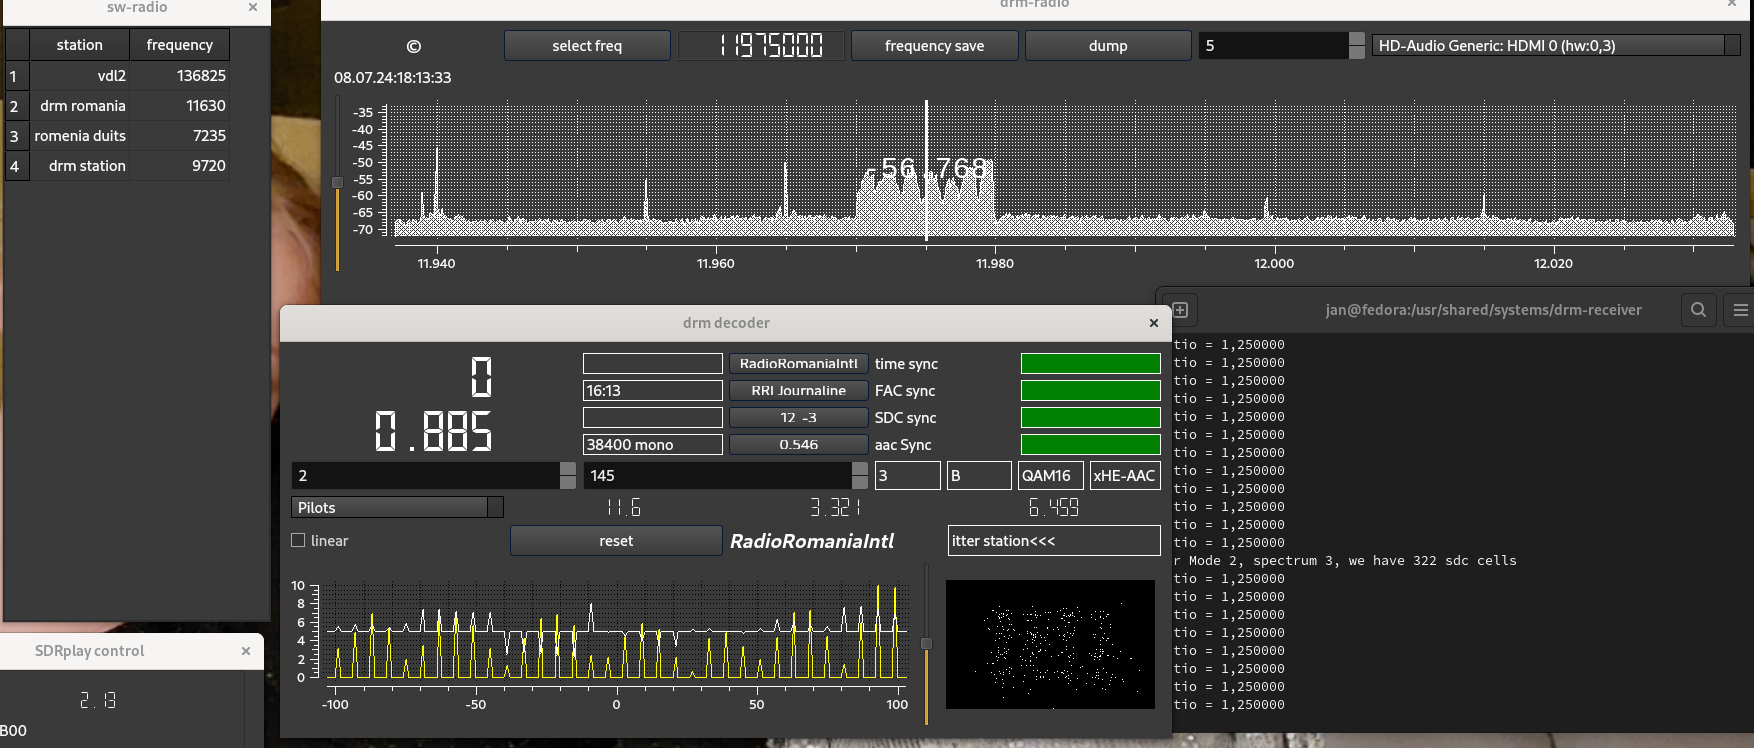 sw-radio ×
station frequency
1 vdl2 136825
2 drm romania 11630
3 romenia duits 7235
4 drm station 9720
SDRplay control ×
2.13
B00
drm-radio ×
© select freq 11975000 frequency save dump 5 HD-Audio Generic: HDMI 0 (hw:0,3)
08.07.24:18:13:33
-35
-40
-45
-50
-55
-60
-65
-70
-56.768
11.940 11.960 11.980 12.000 12.020
drm decoder ×
0
0.885
RadioRomaniaIntl time sync
16:13 RRI Journaline FAC sync
12 -3 SDC sync
38400 mono 0.546 aac Sync
2 145 3 B QAM16 xHE-AAC
Pilots 11.6 3.321 6.459
linear reset RadioRomaniaIntl itter station<<<
10
8
6
4
2
0
-100 -50 0 50 100
jan@fedora:/usr/shared/systems/drm-receiver
tio = 1,250000
tio = 1,250000
tio = 1,250000
tio = 1,250000
tio = 1,250000
tio = 1,250000
tio = 1,250000
tio = 1,250000
tio = 1,250000
tio = 1,250000
tio = 1,250000
tio = 1,250000
r Mode 2, spectrum 3, we have 322 sdc cells
tio = 1,250000
tio = 1,250000
tio = 1,250000
tio = 1,250000
tio = 1,250000
tio = 1,250000
tio = 1,250000
tio = 1,250000